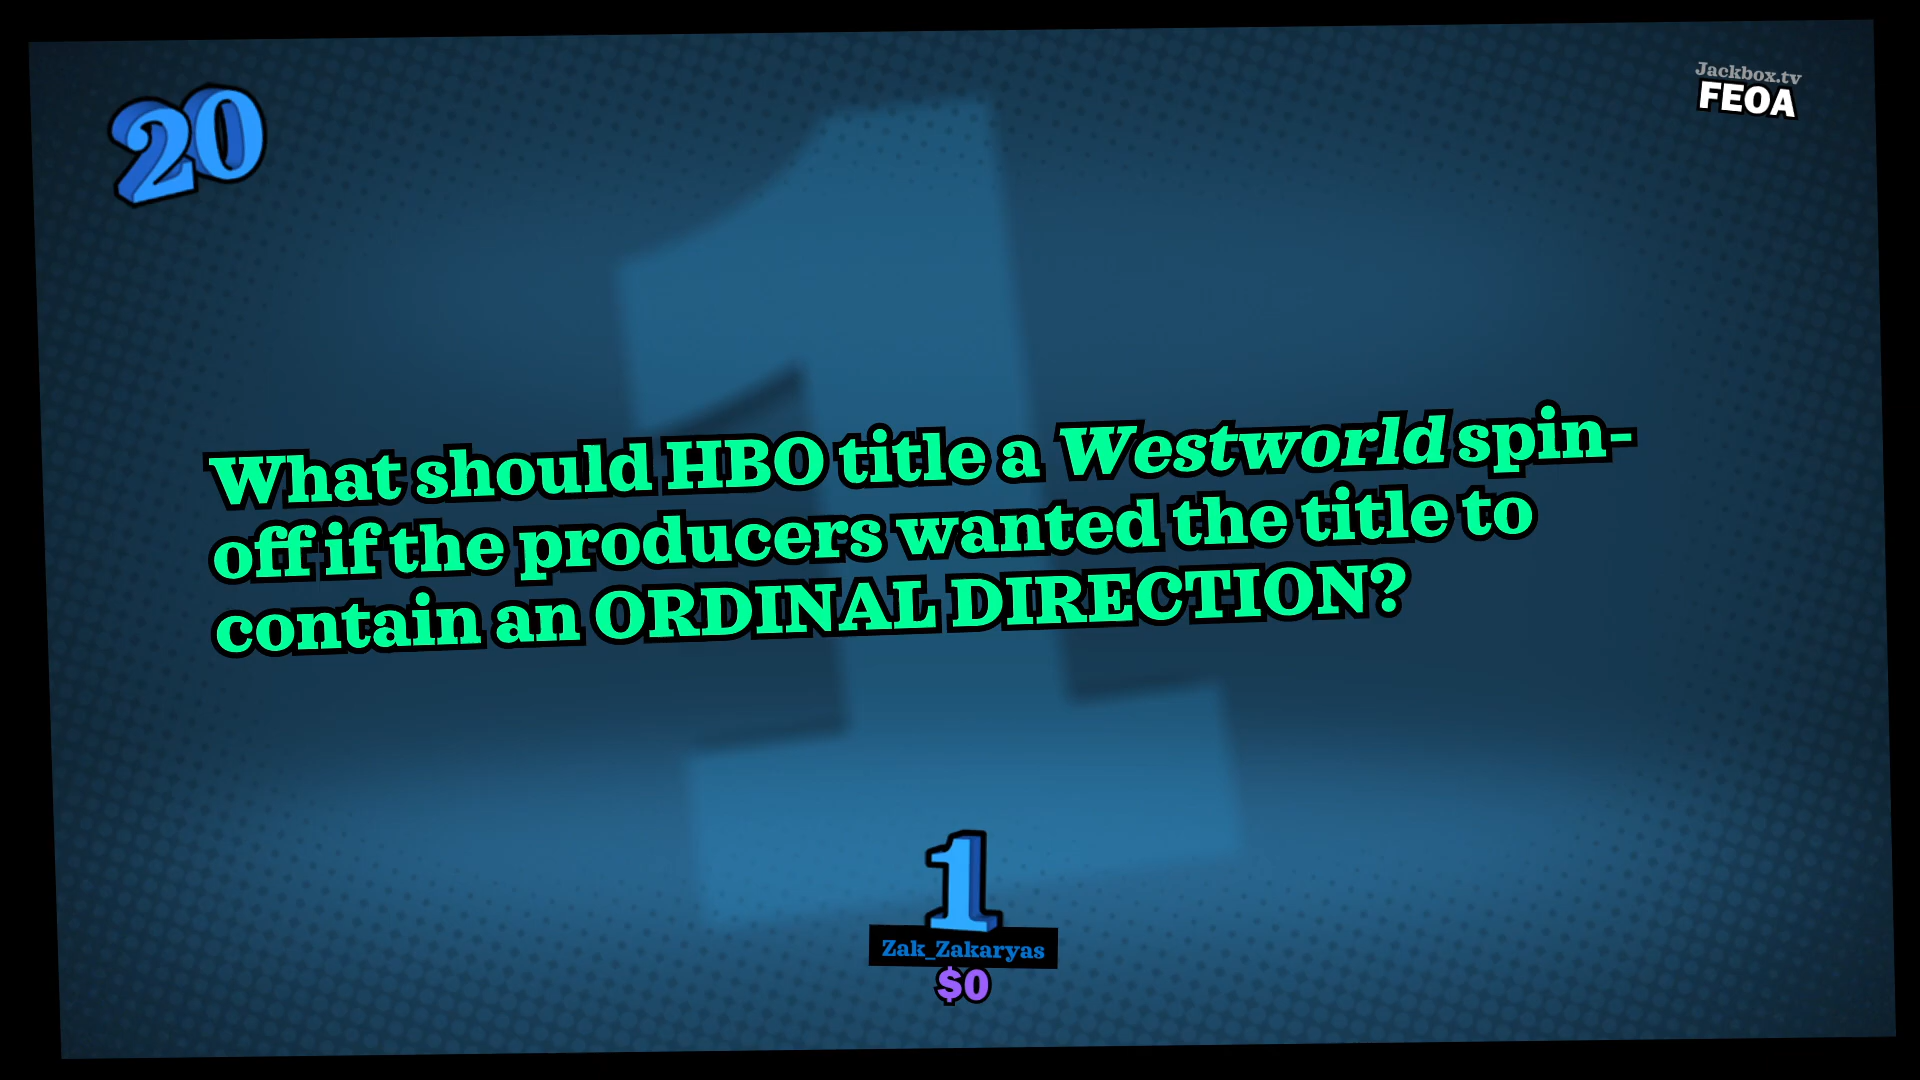 20
Jackbox.tv
FEOA
What should HBO title a Westworld spin-
off if the producers wanted the title to
contain an ORDINAL DIRECTION?
1
1
Zak_Zakaryas
$0